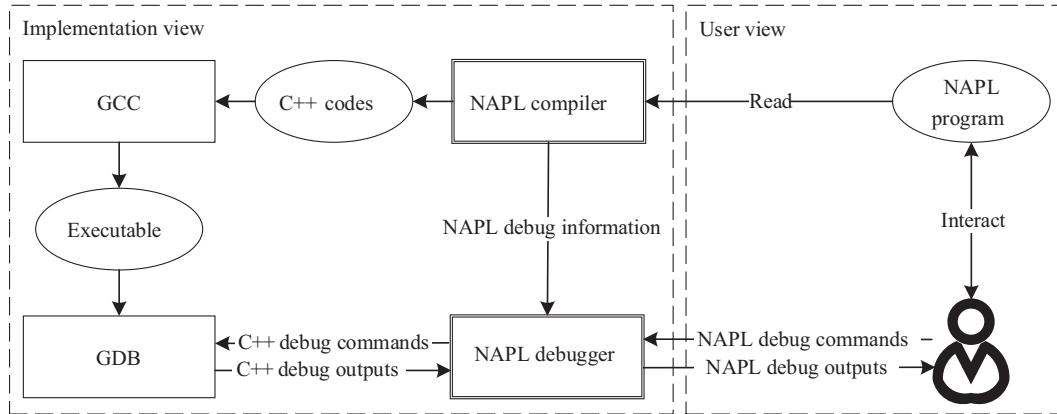 Implementation view
User view
GCC
C++ codes
NAPL compiler
Read
NAPL
program
Executable
NAPL debug information
Interact
GDB
C++ debug commands
C++ debug outputs
NAPL debugger
NAPL debug commands
NAPL debug outputs